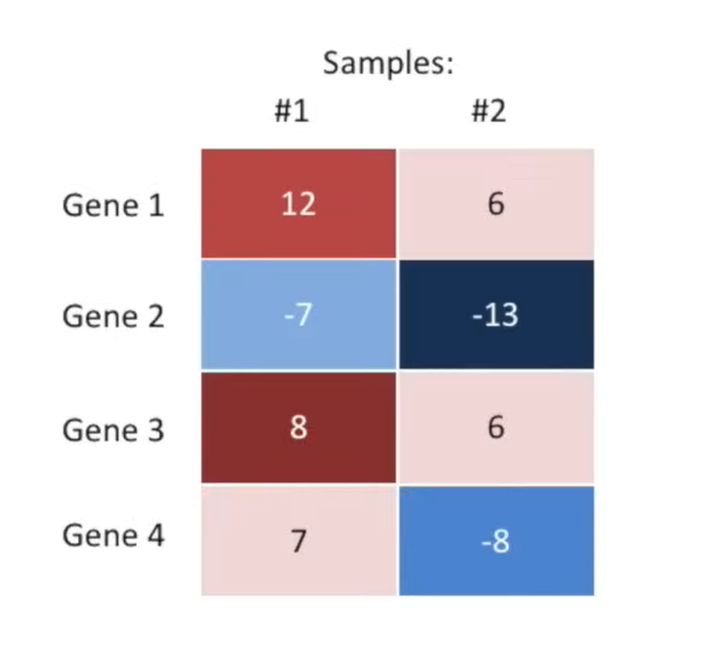 Samples:
#1 #2
Gene 1 12 6
Gene 2 -7 -13
Gene 3 8 6
Gene 4 7 -8